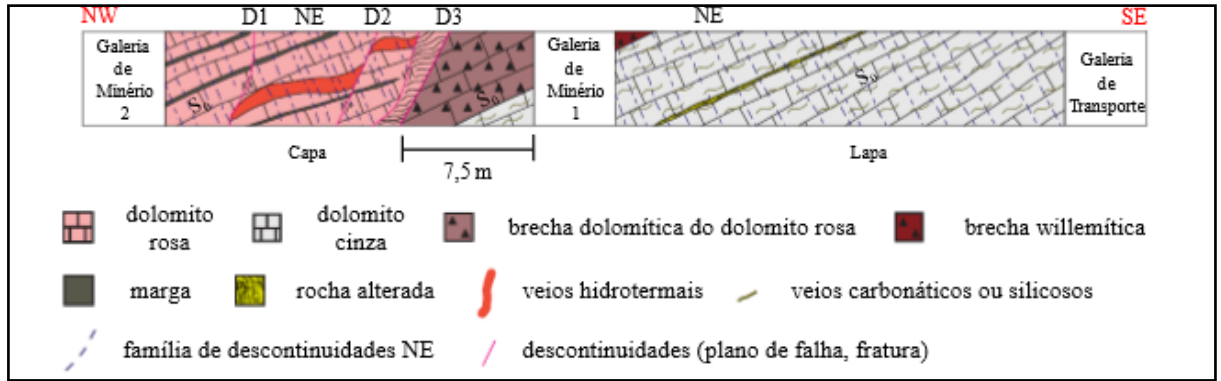 NW D1 NE D2 D3 NE SE
Galeria
de
Minério
2
S₀
S₀
Galeria
de
Minério
1
S₀
Galeria
de
Transporte
Capa
7,5 m
Lapa
dolomito
rosa
dolomito
cinza
brecha dolomítica do dolomito rosa
brecha willemítica
marga
rocha alterada
veios hidrotermais
veios carbonáticos ou silicosos
família de descontinuidades NE
descontinuidades (plano de falha, fratura)